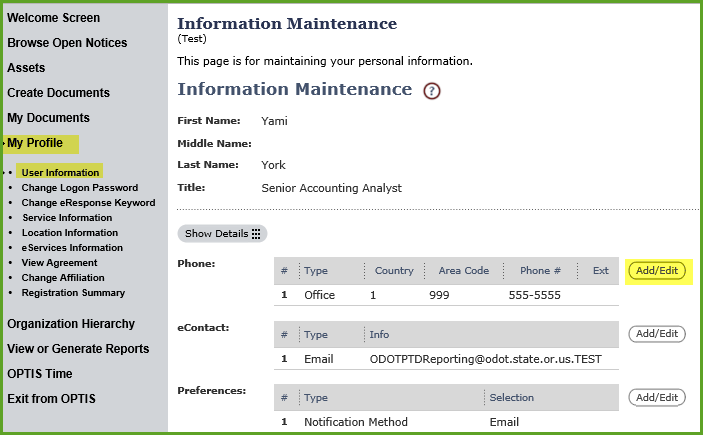 Welcome Screen
Browse Open Notices
Assets
Create Documents
My Documents
My Profile
• User Information
• Change Logon Password
• Change eResponse Keyword
• Service Information
• Location Information
• eServices Information
• View Agreement
• Change Affiliation
• Registration Summary
Organization Hierarchy
View or Generate Reports
OPTIS Time
Exit from OPTIS
Information Maintenance
(Test)
This page is for maintaining your personal information.
Information Maintenance ?
First Name: Yami
Middle Name:
Last Name: York
Title: Senior Accounting Analyst
Show Details
Phone:
# Type Country Area Code Phone # Ext Add/Edit
1 Office 1 999 555-5555
eContact:
# Type Info Add/Edit
1 Email ODOTPTDReporting@odot.state.or.us.TEST
Preferences:
# Type Selection Add/Edit
1 Notification Method Email